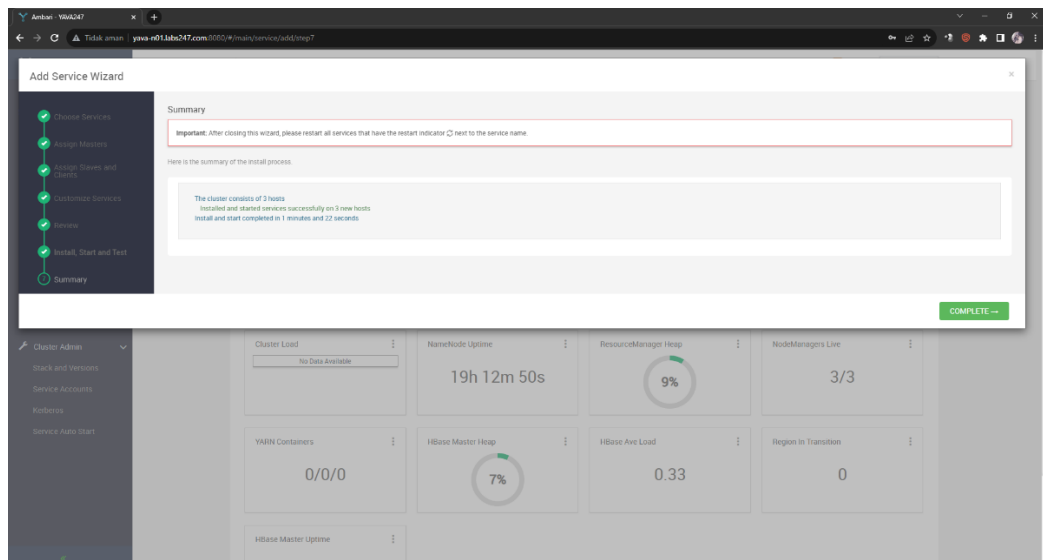 Ambari - YAVA247
Tidak aman
yava-n01.labs247.com:8080/#/main/service/add/step7
Add Service Wizard
Choose Services
Assign Masters
Assign Slaves and
Clients
Customize Services
Review
Install, Start and Test
7 Summary
Summary
Important: After closing this wizard, please restart all services that have the restart indicator next to the service name.
Here is the summary of the install process.
The cluster consists of 3 hosts
Installed and started services successfully on 3 new hosts
Install and start completed in 1 minutes and 22 seconds
COMPLETE →
Cluster Admin
Stack and Versions
Service Accounts
Kerberos
Service Auto Start
Cluster Load
No Data Available
NameNode Uptime
19h 12m 50s
ResourceManager Heap
9%
NodeManagers Live
3/3
YARN Containers
0/0/0
HBase Master Heap
7%
HBase Ave Load
0.33
Region In Transition
0
HBase Master Uptime